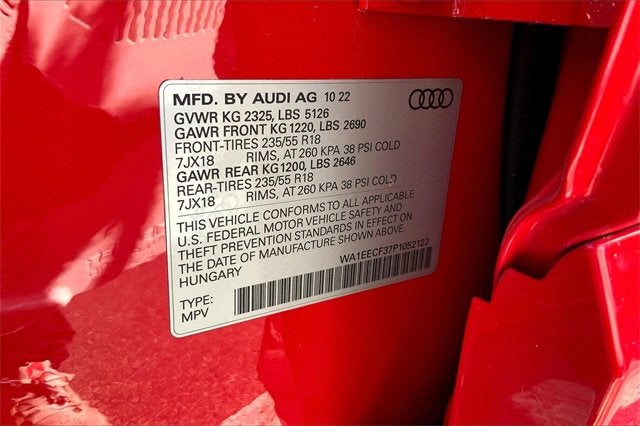 MFD. BY AUDI AG 10 22
GVWR KG 2325, LBS 5126
GAWR FRONT KG 1220, LBS 2690
FRONT-TIRES 235/55 R18
7JX18 RIMS, AT 260 KPA 38 PSI COLD
GAWR REAR KG 1200, LBS 2646
REAR-TIRES 235/55 R18
7JX18 RIMS, AT 260 KPA 38 PSI COLD
THIS VEHICLE CONFORMS TO ALL APPLICABLE
U.S. FEDERAL MOTOR VEHICLE SAFETY AND
THEFT PREVENTION STANDARDS IN EFFECT ON
THE DATE OF MANUFACTURE SHOWN ABOVE.
HUNGARY
WA1EECF37P1052122
TYPE:
MPV